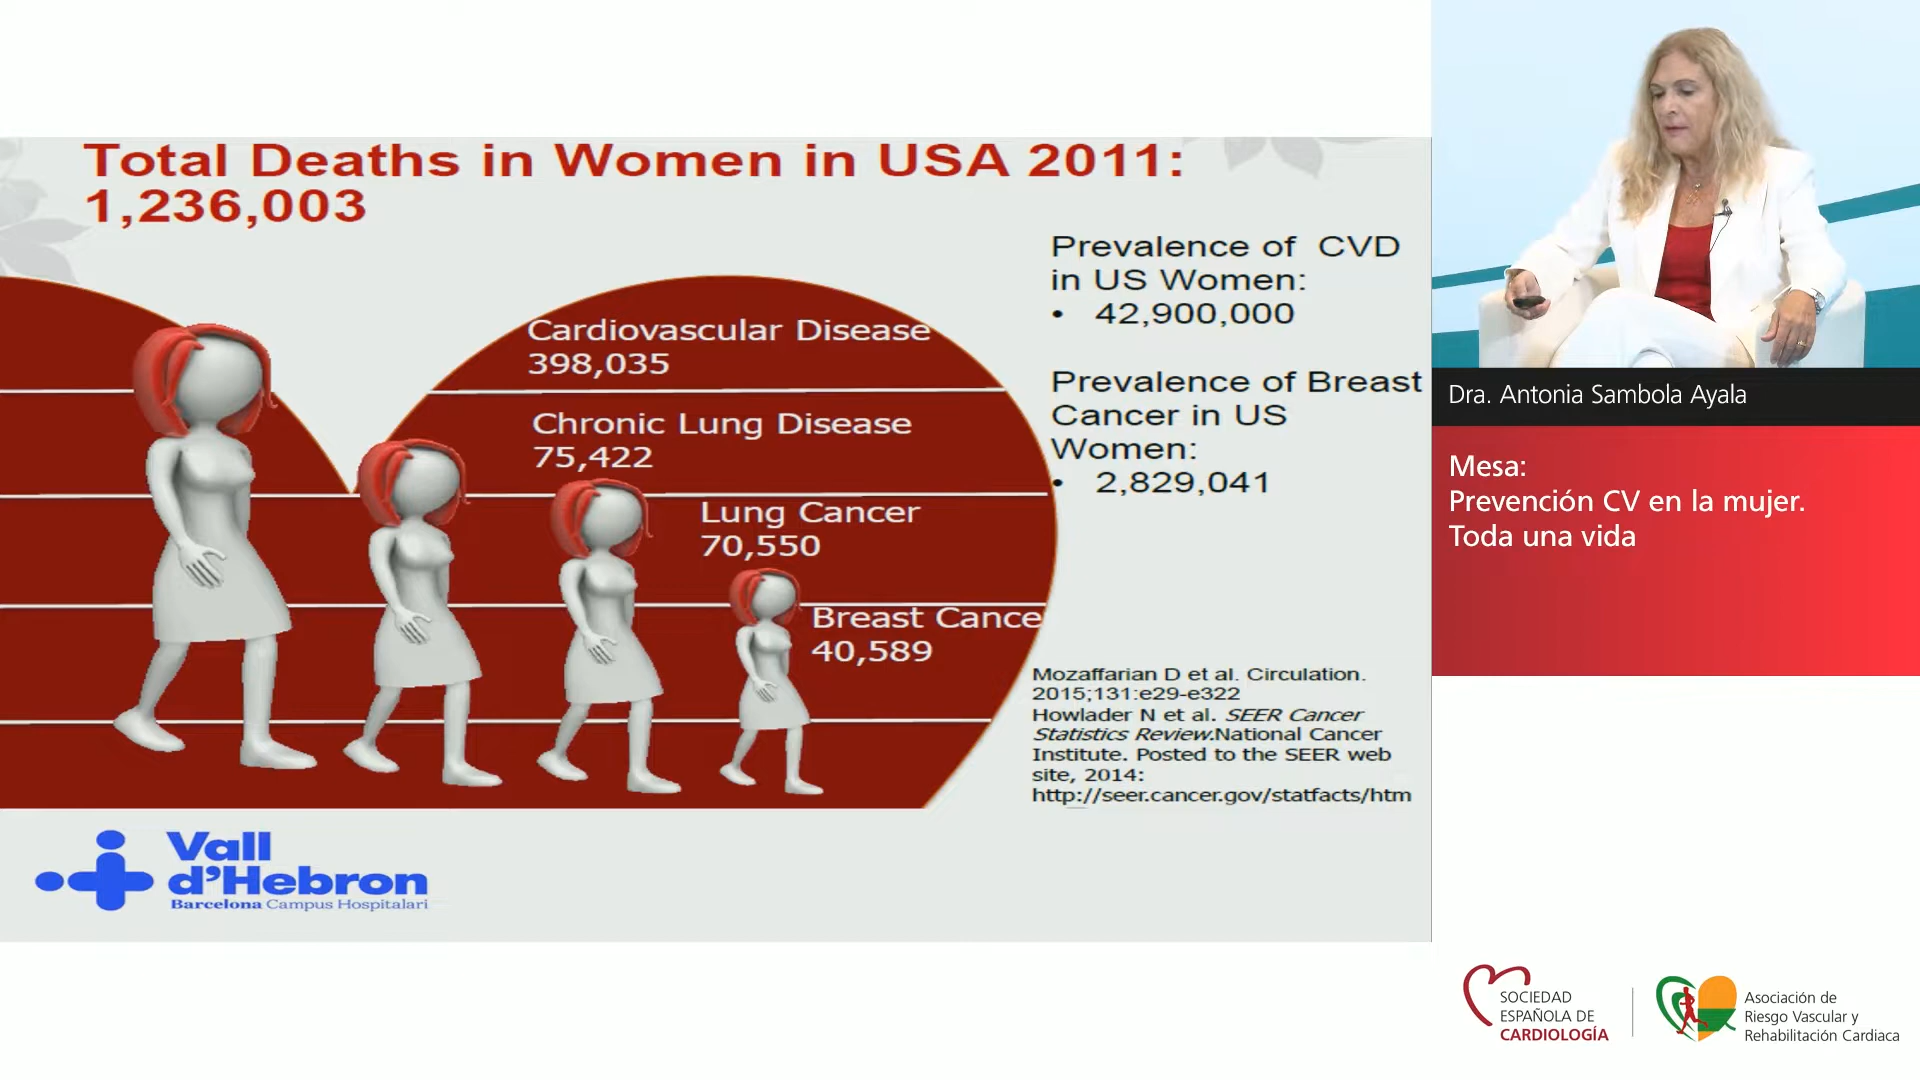 Total Deaths in Women in USA 2011:
1,236,003
Cardiovascular Disease
398,035
Chronic Lung Disease
75,422
Lung Cancer
70,550
Breast Cance
40,589
Prevalence of CVD
in US Women:
• 42,900,000
Prevalence of Breast
Cancer in US
Women:
• 2,829,041
Mozaffarian D et al. Circulation.
2015;131:e29-e322
Howlader N et al. SEER Cancer
Statistics Review.National Cancer
Institute. Posted to the SEER web
site, 2014:
http://seer.cancer.gov/statfacts/htm
Vall
d'Hebron
Barcelona Campus Hospitalari
Dra. Antonia Sambola Ayala
Mesa:
Prevención CV en la mujer.
Toda una vida
SOCIEDAD
ESPAÑOLA DE
CARDIOLOGÍA
Asociación de
Riesgo Vascular y
Rehabilitación Cardiaca